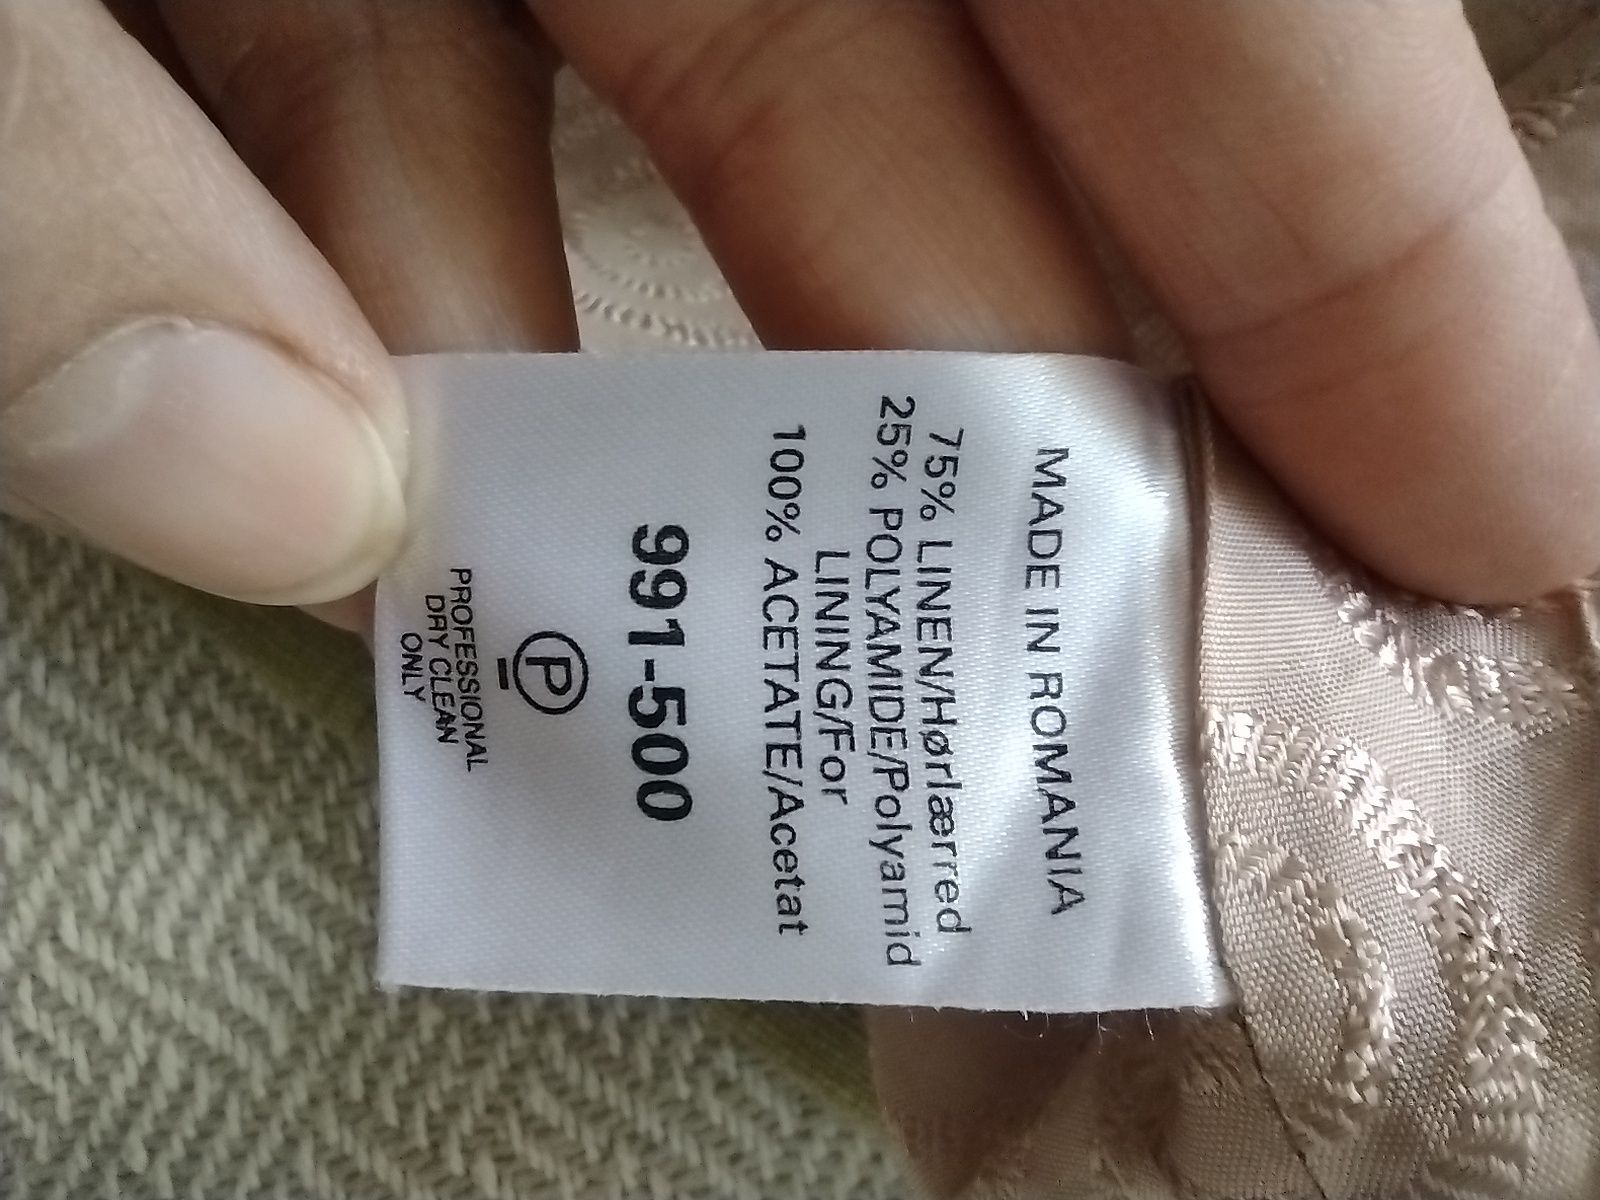 MADE IN ROMANIA
75% LINEN/Hørlærred
25% POLYAMIDE/Polyamid
LINING/For
100% ACETATE/Acetat
991-500
P
PROFESSIONAL
DRY CLEAN
ONLY